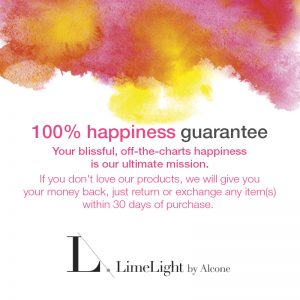 100% happiness guarantee
Your blissful, off-the-charts happiness
is our ultimate mission.
If you don't love our products, we will give you
your money back, just return or exchange any item(s)
within 30 days of purchase.
L.
LimeLight by Alcone